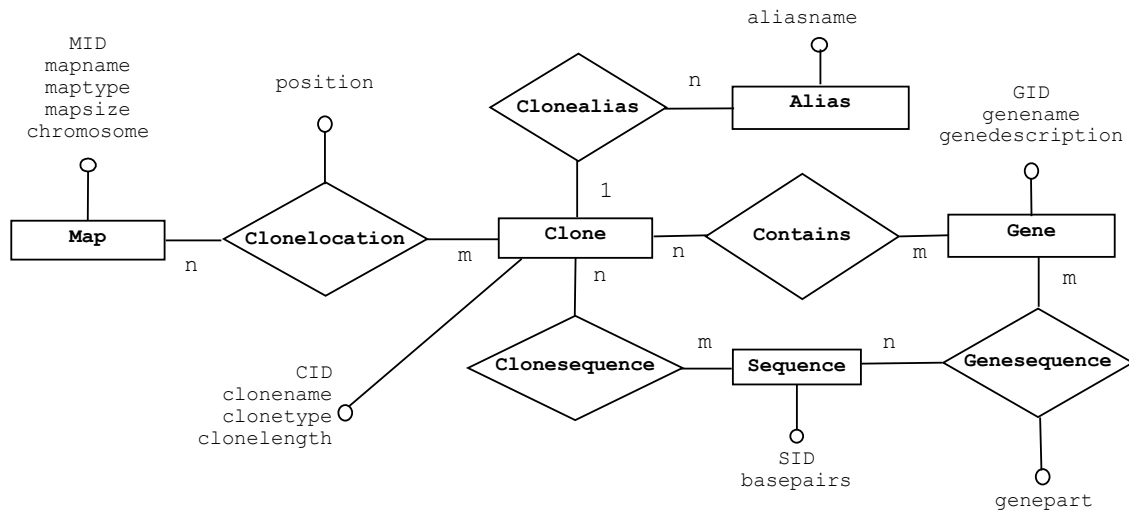 aliasname
MID
mapname
maptype
mapsize
chromosome
position
n
Clonealias
Alias
GID
genename
genedescription
1
Map
n
Clonelocation
m
Clone
n
n
Contains
m
Gene
m
CID
clonename
clonetype
clonelength
Clonesequence
m
Sequence
n
Genesequence
SID
basepairs
genepart